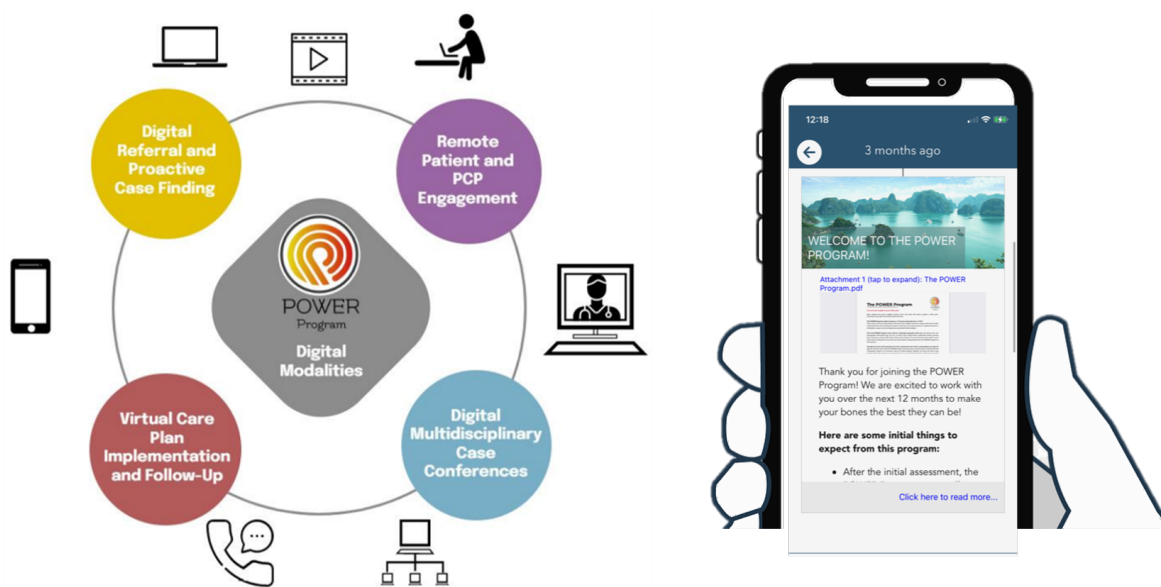 Digital
Referral and
Proactive
Case Finding
Remote
Patient and
PCP
Engagement
POWER
Program
Digital
Modalities
Virtual Care
Plan
Implementation
and Follow-Up
Digital
Multidisciplinary
Case
Conferences
12:18
3 months ago
WELCOME TO THE POWER
PROGRAM!
Attachment 1 (tap to expand): The POWER
Program.pdf
The POWER Program
Thank you for joining the POWER
Program! We are excited to work with
you over the next 12 months to make
your bones the best they can be!
Here are some initial things to
expect from this program:
• After the initial assessment, the
Click here to read more...